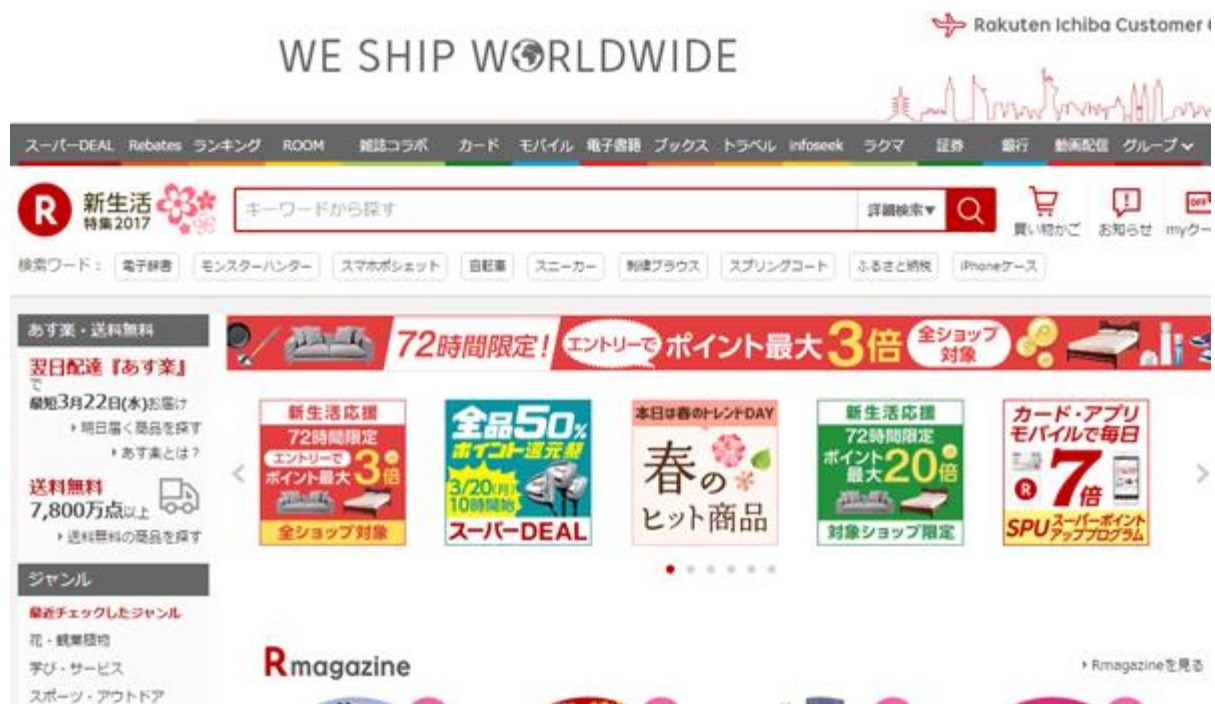 Rakuten Ichiba Customer
WE SHIP WORLDWIDE
スーパーDEAL Rebates ランキング ROOM 雑誌コラボ カード モバイル 電子書籍 ブックス トラベル infoseek ラクマ 証券 銀行 動画配信 グループ
R 新生活
特集2017
キーワードから探す 詳細検索▼
買い物かご お知らせ myクー
OFF
検索ワード： 電子辞書 モンスターハンター スマホポシェット 自転車 スニーカー 刺繍ブラウス スプリングコート ふるさと納税 iPhoneケース
あす楽・送料無料
翌日配達『あす楽』
で
最短3月22日(水)お届け
明日届く商品を探す
あす楽とは？
送料無料
7,800万点以上
送料無料の商品を探す
72時間限定! エントリーで ポイント最大3倍 全ショップ
対象
新生活応援
72時間限定
エントリーで
ポイント最大3倍
全ショップ対象
全品50%
ポイント還元祭
3/20(月)
10時開始
スーパーDEAL
本日は春のトレンドDAY
春の
ヒット商品
新生活応援
72時間限定
ポイント
最大20倍
対象ショップ限定
カード・アプリ
モバイルで毎日
R 7倍
SPU スーパーポイント
アッププログラム
ジャンル
最近チェックしたジャンル
花・観葉植物
学び・サービス
スポーツ・アウトドア
Rmagazine
Rmagazineを見る